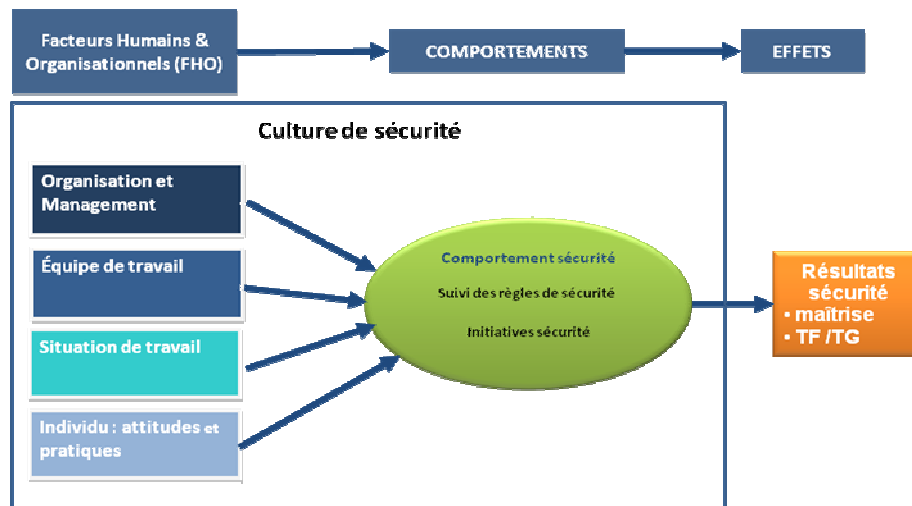 Facteurs Humains &
Organisationnels (FHO)
COMPORTEMENTS
EFFETS
Culture de sécurité
Organisation et
Management
Équipe de travail
Situation de travail
Individu : attitudes et
pratiques
Comportement sécurité
Suivi des règles de sécurité
Initiatives sécurité
Résultats
sécurité
▪ maîtrise
▪ TF /TG